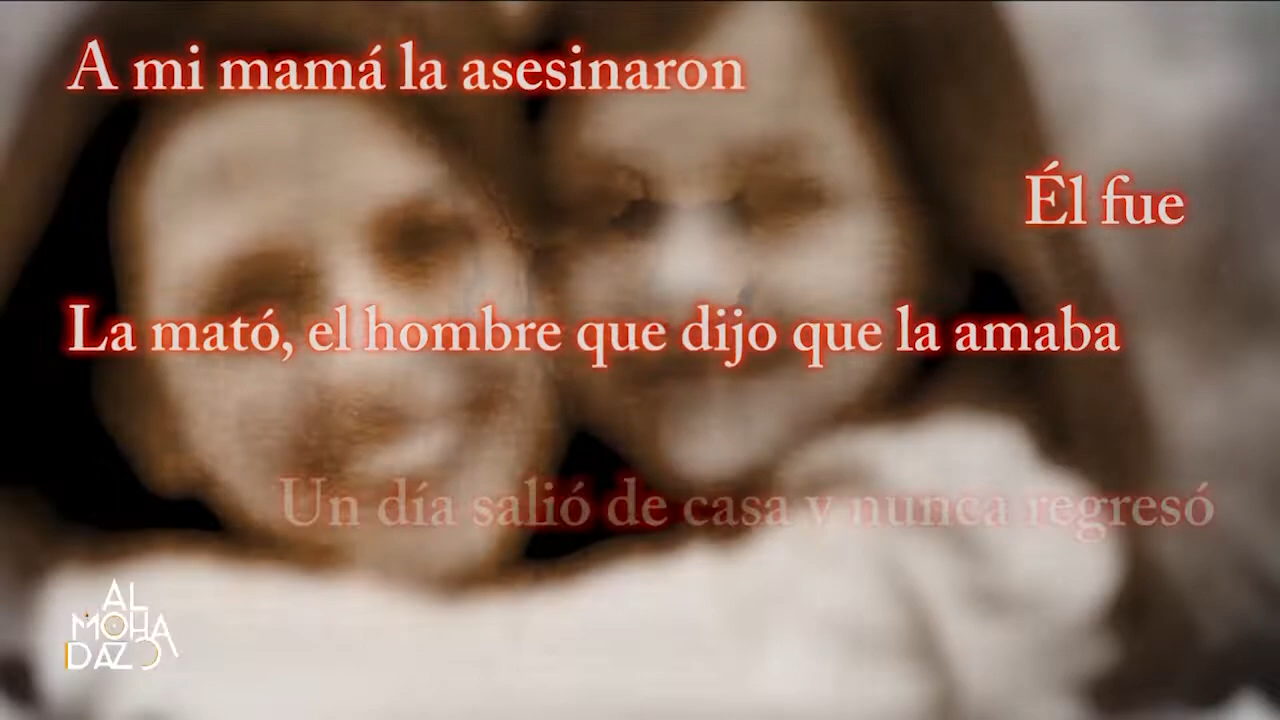 A mi mamá la asesinaron
Él fue
La mató, el hombre que dijo que la amaba
Un día salió de casa y nunca regresó
AL
MOHA
DAZO